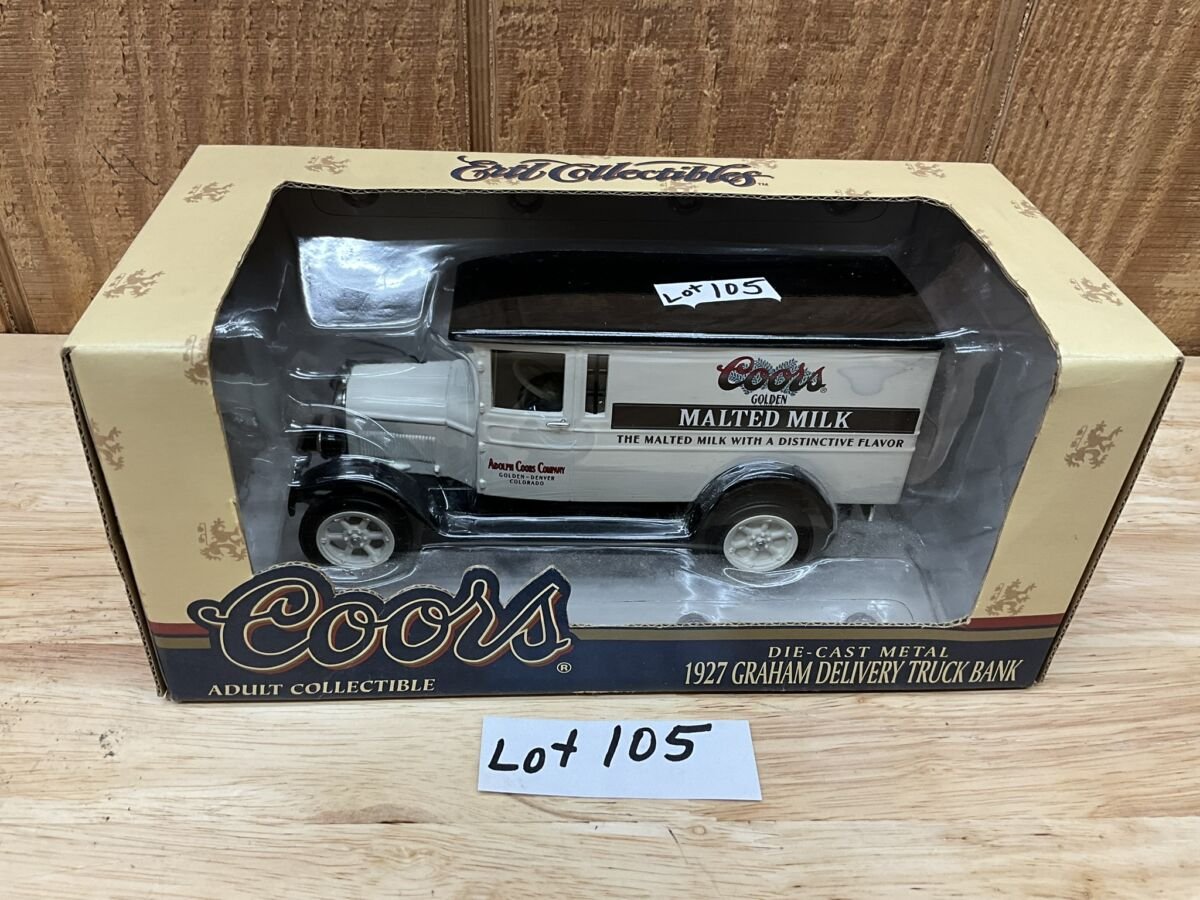 Ertl Collectibles™
Lot 105
Coors®
GOLDEN
MALTED MILK
THE MALTED MILK WITH A DISTINCTIVE FLAVOR
ADOLPH COORS COMPANY
GOLDEN-DENVER
COLORADO
Coors®
ADULT COLLECTIBLE
DIE-CAST METAL
1927 GRAHAM DELIVERY TRUCK BANK
Lot 105